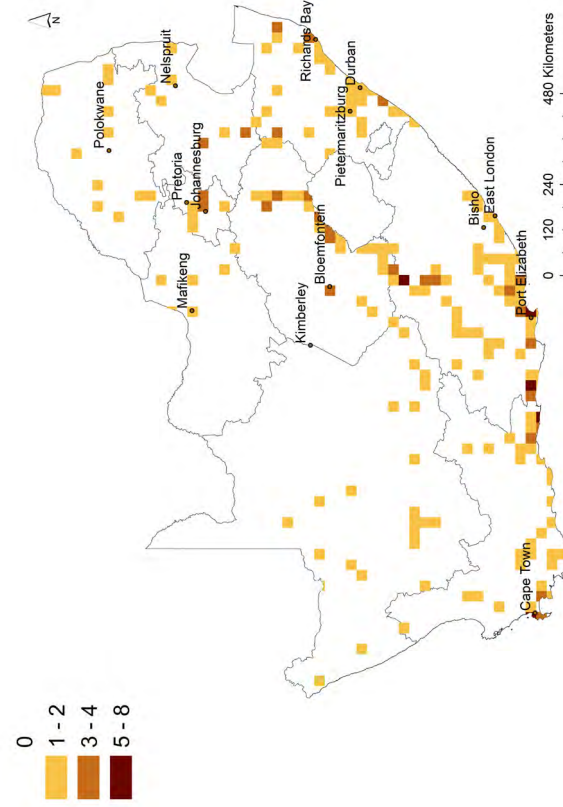 N
Polokwane
Nelspruit
Pretoria
Johannesburg
Mafikeng
Richards Bay
Kimberley
Bloemfontein
Pietermaritzburg
Durban
Bisho
East London
Port Elizabeth
Cape Town
0
1 - 2
3 - 4
5 - 8
0 120 240 480 Kilometers